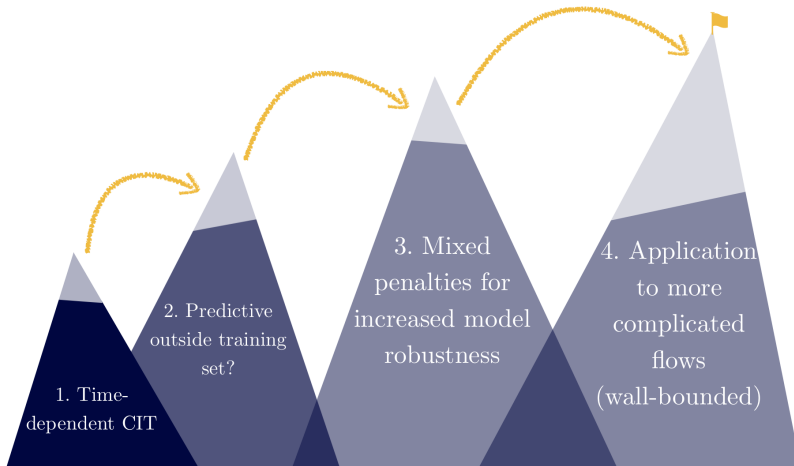 1. Time-
dependent CIT
2. Predictive
outside training
set?
3. Mixed
penalties for
increased model
robustness
4. Application
to more
complicated
flows
(wall-bounded)